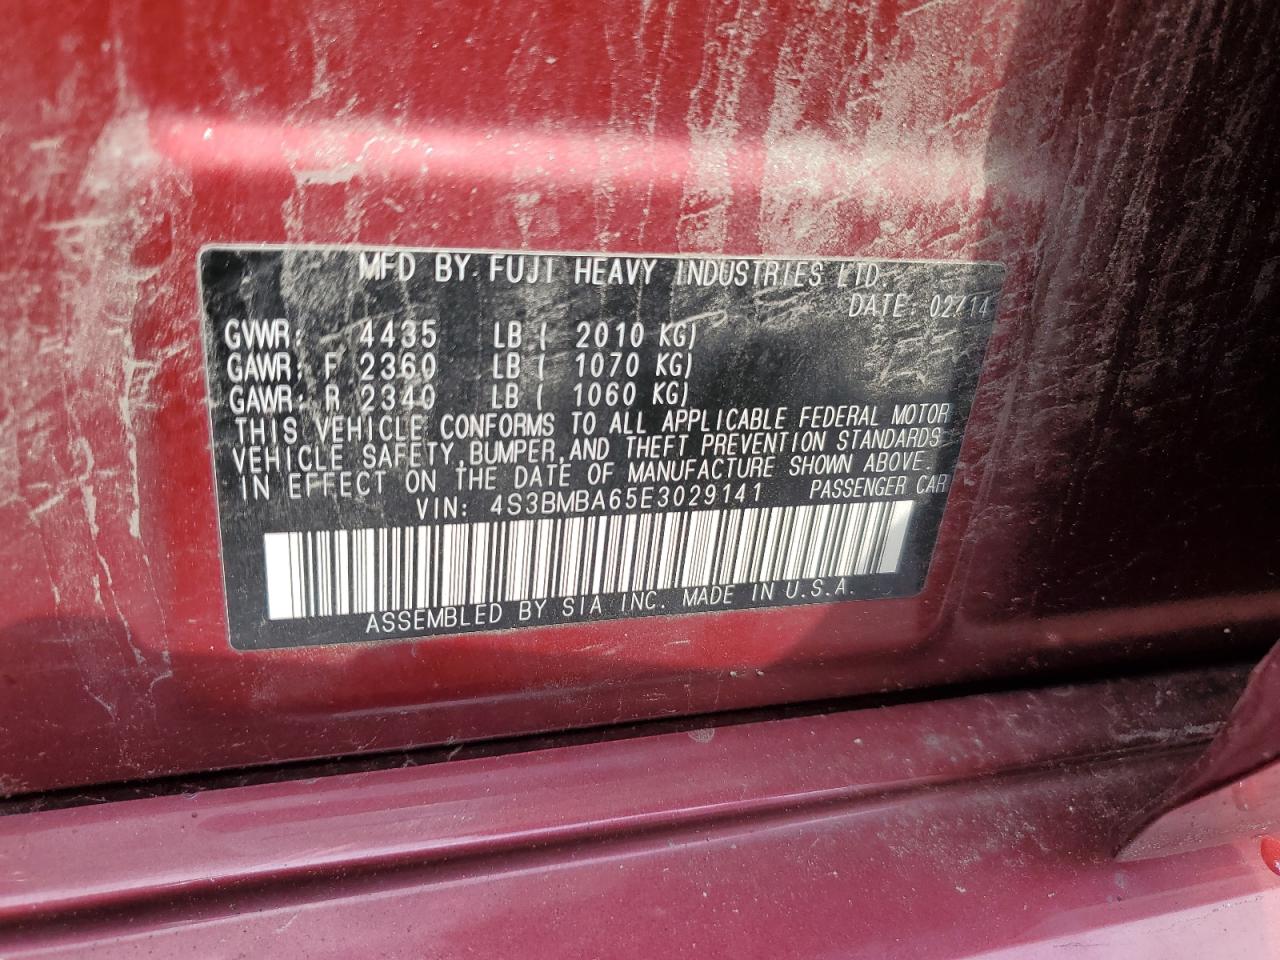 MFD BY FUJI HEAVY INDUSTRIES LTD.
DATE: 02/14
GVWR: 4435 LB ( 2010 KG)
GAWR: F 2360 LB ( 1070 KG)
GAWR: R 2340 LB ( 1060 KG)
THIS VEHICLE CONFORMS TO ALL APPLICABLE FEDERAL MOTOR
VEHICLE SAFETY, BUMPER, AND THEFT PREVENTION STANDARDS
IN EFFECT ON THE DATE OF MANUFACTURE SHOWN ABOVE.
VIN: 4S3BMBA65E3029141 PASSENGER CAR
ASSEMBLED BY SIA INC. MADE IN U.S.A.